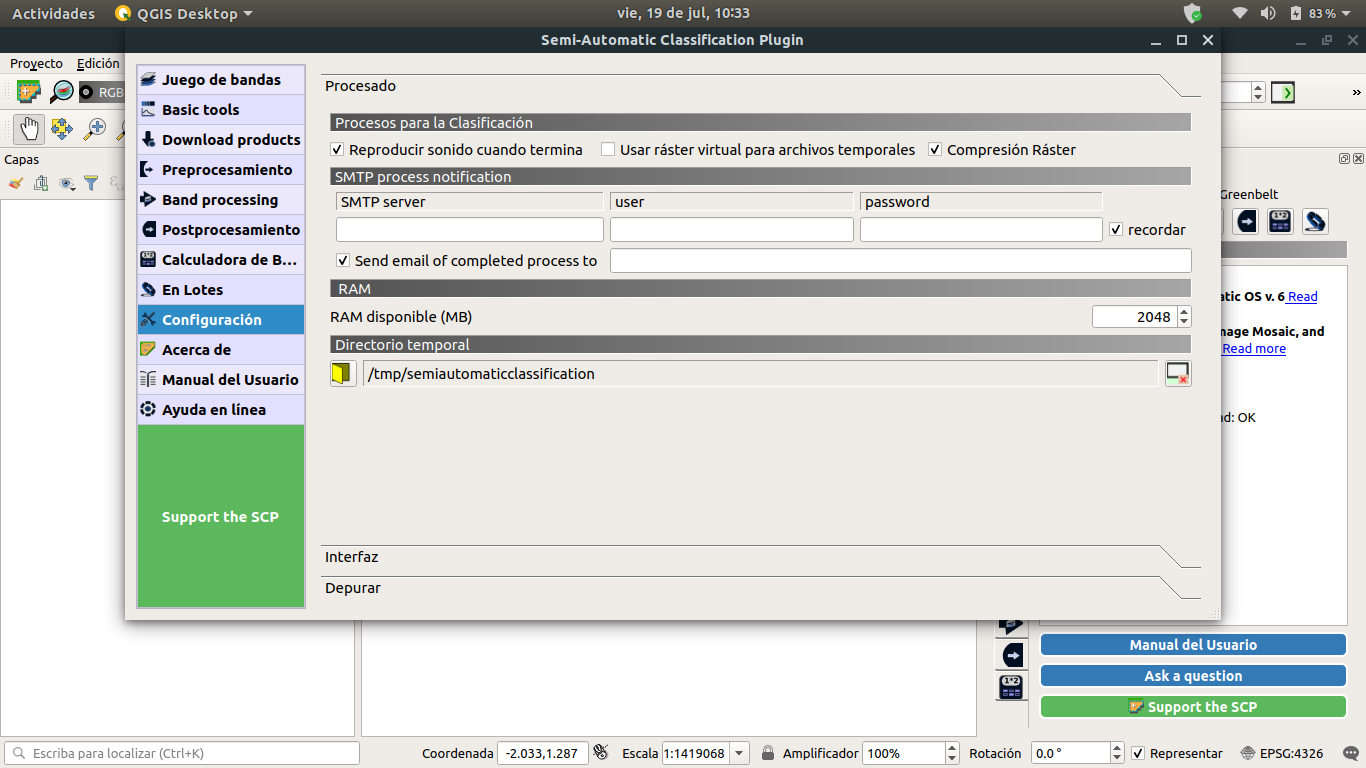 Actividades QGIS Desktop vie, 19 de jul, 10:33 83 %
Semi-Automatic Classification Plugin
Proyecto Edición
RGB
Capas
Juego de bandas
Basic tools
Download products
Preprocesamiento
Band processing
Postprocesamiento
Calculadora de B...
En Lotes
Configuración
Acerca de
Manual del Usuario
Ayuda en línea
Support the SCP
Procesado
Procesos para la Clasificación
Reproducir sonido cuando termina Usar ráster virtual para archivos temporales Compresión Ráster
SMTP process notification
SMTP server user password
recordar
Send email of completed process to
RAM
RAM disponible (MB) 2048
Directorio temporal
/tmp/semiautomaticclassification
Interfaz
Depurar
»
Greenbelt
tic OS v. 6 Read
nage Mosaic, and
Read more
ad: OK
Manual del Usuario
Ask a question
Support the SCP
Escriba para localizar (Ctrl+K) Coordenada -2.033,1.287 Escala 1:1419068 Amplificador 100% Rotación 0.0 ° Representar EPSG:4326